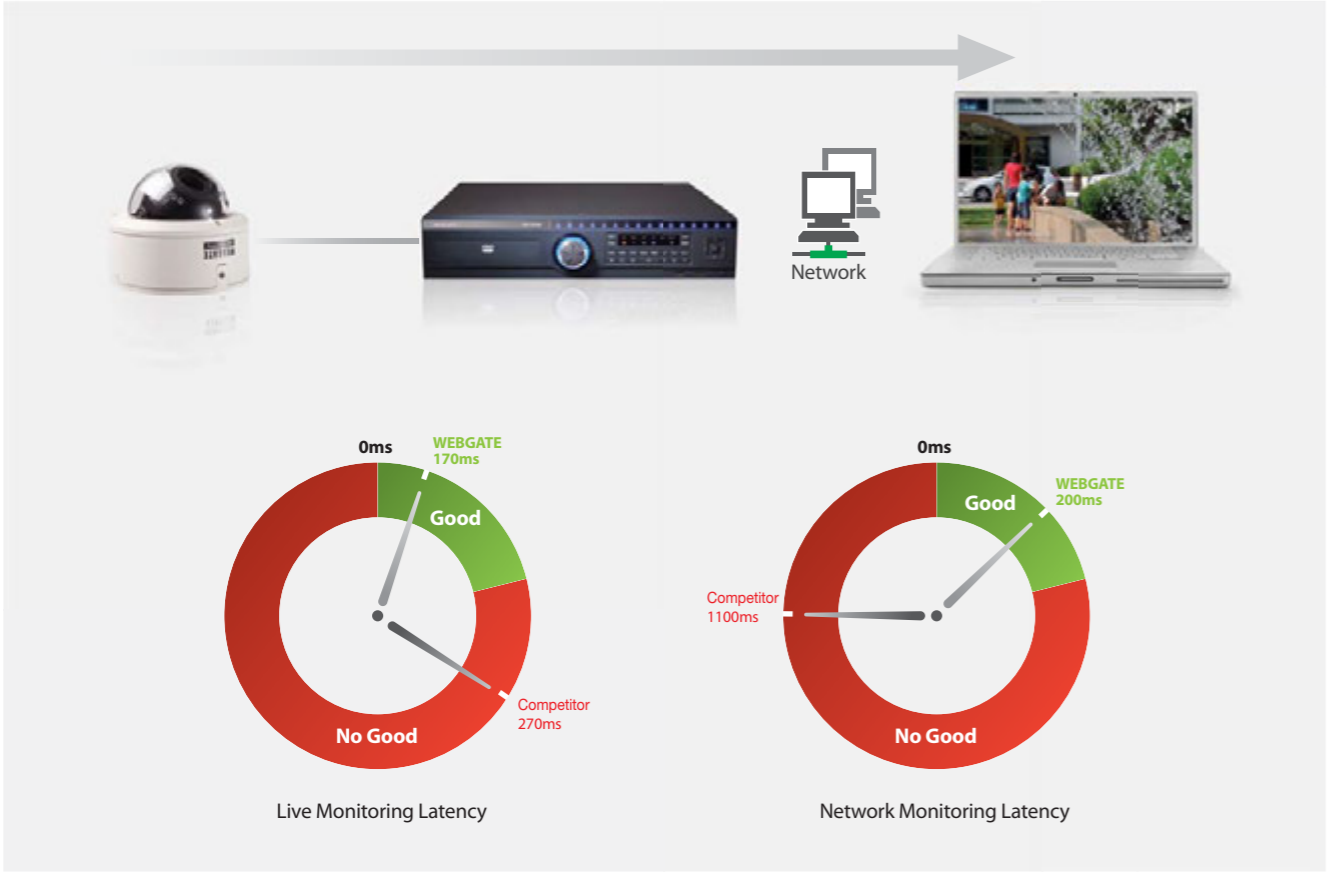 Network
0ms
WEBGATE
170ms
Good
Competitor
270ms
No Good
Live Monitoring Latency
0ms
WEBGATE
200ms
Good
Competitor
1100ms
No Good
Network Monitoring Latency